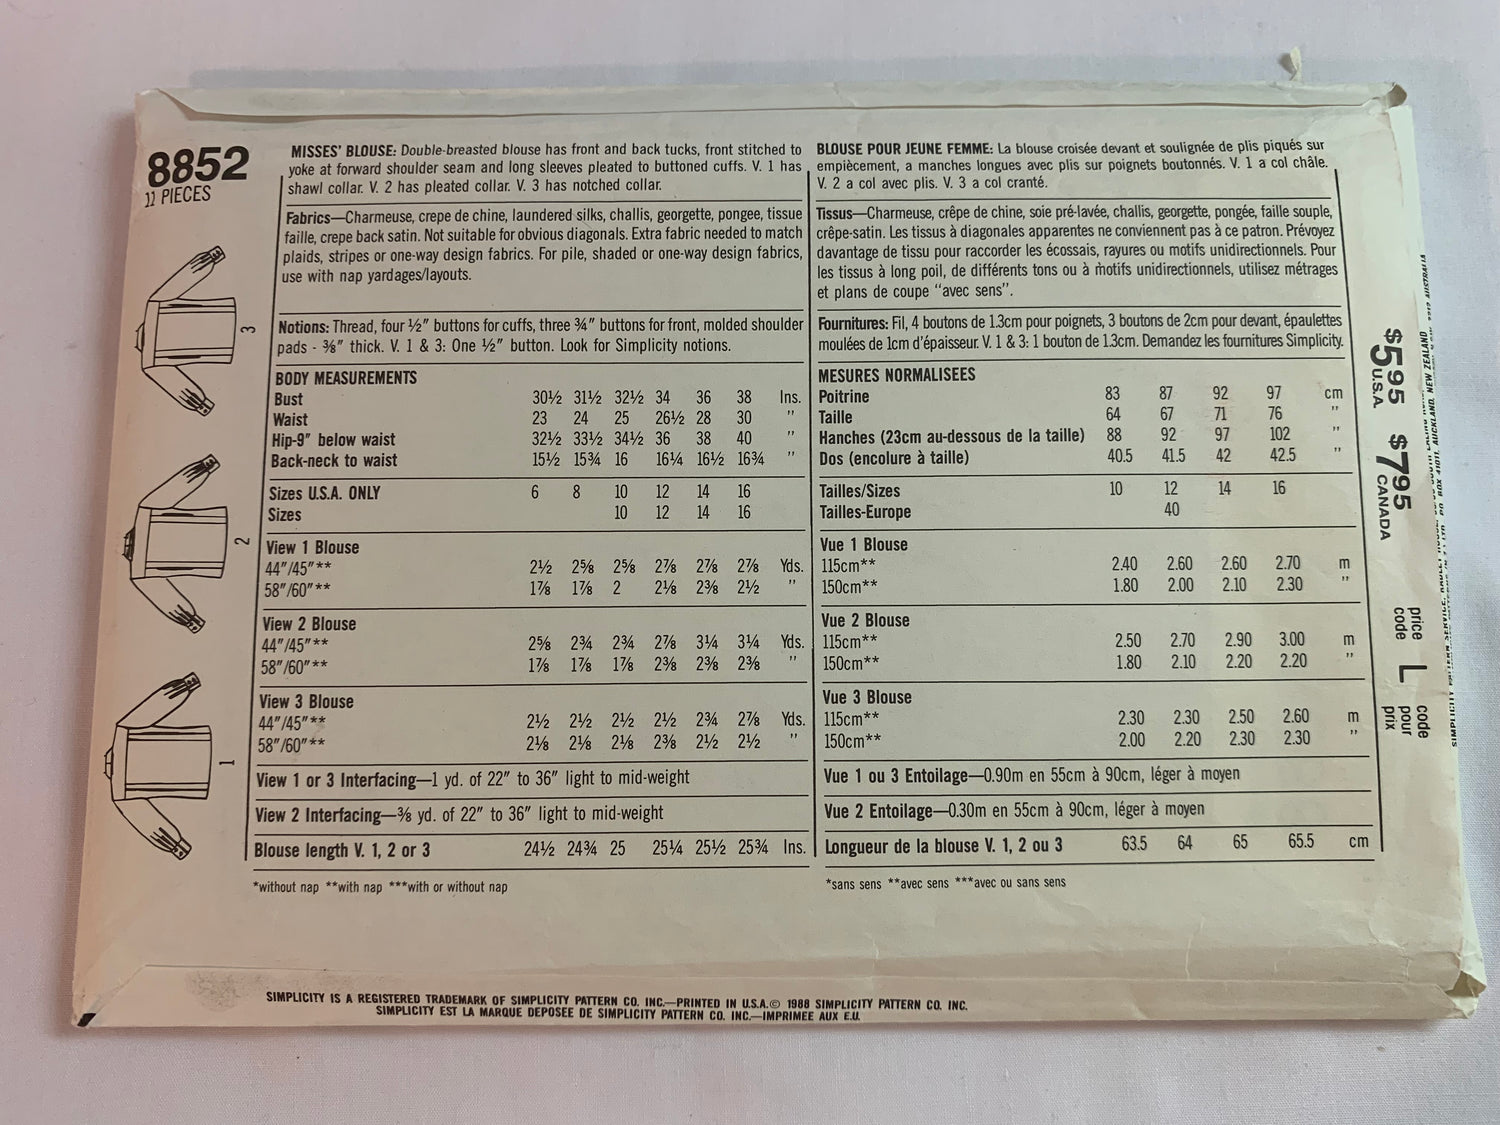 8852
12 PIECES
3
2
1
MISSES' BLOUSE: Double-breasted blouse has front and back tucks, front stitched to
yoke at forward shoulder seam and long sleeves pleated to buttoned cuffs. V. 1 has
shawl collar. V. 2 has pleated collar. V. 3 has notched collar.
Fabrics—Charmeuse, crepe de chine, laundered silks, challis, georgette, pongee, tissue
faille, crepe back satin. Not suitable for obvious diagonals. Extra fabric needed to match
plaids, stripes or one-way design fabrics. For pile, shaded or one-way design fabrics,
use with nap yardages/layouts.
Notions: Thread, four ½" buttons for cuffs, three ¾" buttons for front, molded shoulder
pads - ⅜" thick. V. 1 & 3: One ½" button. Look for Simplicity notions.
BODY MEASUREMENTS
Bust 30½ 31½ 32½ 34 36 38 Ins.
Waist 23 24 25 26½ 28 30 "
Hip-9" below waist 32½ 33½ 34½ 36 38 40 "
Back-neck to waist 15½ 15¾ 16 16¼ 16½ 16¾ "
Sizes U.S.A. ONLY 6 8 10 12 14 16
Sizes 10 12 14 16
View 1 Blouse
44"/45"** 2½ 2⅝ 2⅝ 2⅞ 2⅞ 2⅞ Yds.
58"/60"** 1⅞ 1⅞ 2 2⅛ 2⅜ 2½ "
View 2 Blouse
44"/45"** 2⅝ 2¾ 2¾ 2⅞ 3¼ 3¼ Yds.
58"/60"** 1⅞ 1⅞ 1⅞ 2⅜ 2⅜ 2⅜ "
View 3 Blouse
44"/45"** 2½ 2½ 2½ 2½ 2¾ 2⅞ Yds.
58"/60"** 2⅛ 2⅛ 2⅛ 2⅜ 2½ 2½ "
View 1 or 3 Interfacing—1 yd. of 22" to 36" light to mid-weight
View 2 Interfacing—⅜ yd. of 22" to 36" light to mid-weight
Blouse length V. 1, 2 or 3 24½ 24¾ 25 25¼ 25½ 25¾ Ins.
*without nap **with nap ***with or without nap
BLOUSE POUR JEUNE FEMME: La blouse croisée devant et soulignée de plis piqués sur
empiècement, a manches longues avec plis sur poignets boutonnés. V. 1 a col châle.
V. 2 a col avec plis. V. 3 a col cranté.
Tissus—Charmeuse, crêpe de chine, soie pré-lavée, challis, georgette, pongée, faille souple,
crêpe-satin. Les tissus à diagonales apparentes ne conviennent pas à ce patron. Prévoyez
davantage de tissu pour raccorder les écossais, rayures ou motifs unidirectionnels. Pour
les tissus à long poil, de différents tons ou à motifs unidirectionnels, utilisez métrages
et plans de coupe "avec sens".
Fournitures: Fil, 4 boutons de 1.3cm pour poignets, 3 boutons de 2cm pour devant, épaulettes
moulées de 1cm d'épaisseur. V. 1 & 3: 1 bouton de 1.3cm. Demandez les fournitures Simplicity.
MESURES NORMALISEES
Poitrine 83 87 92 97 cm
Taille 64 67 71 76 "
Hanches (23cm au-dessous de la taille) 88 92 97 102 "
Dos (encolure à taille) 40.5 41.5 42 42.5 "
Tailles/Sizes 10 12 14 16
Tailles-Europe 40
Vue 1 Blouse
115cm** 2.40 2.60 2.60 2.70 m
150cm** 1.80 2.00 2.10 2.30 "
Vue 2 Blouse
115cm** 2.50 2.70 2.90 3.00 m
150cm** 1.80 2.10 2.20 2.20 "
Vue 3 Blouse
115cm** 2.30 2.30 2.50 2.60 m
150cm** 2.00 2.20 2.30 2.30 "
Vue 1 ou 3 Entoilage—0.90m en 55cm à 90cm, léger à moyen
Vue 2 Entoilage—0.30m en 55cm à 90cm, léger à moyen
Longueur de la blouse V. 1, 2 ou 3 63.5 64 65 65.5 cm
*sans sens **avec sens ***avec ou sans sens
$5.95 U.S.A. $7.95 CANADA
price code L code pour prix
AUCKLAND, NEW ZEALAND
AUSTRALIA
SIMPLICITY IS A REGISTERED TRADEMARK OF SIMPLICITY PATTERN CO. INC.—PRINTED IN U.S.A.© 1988 SIMPLICITY PATTERN CO. INC.
SIMPLICITY EST LA MARQUE DEPOSEE DE SIMPLICITY PATTERN CO. INC.—IMPRIMEE AUX E.U.